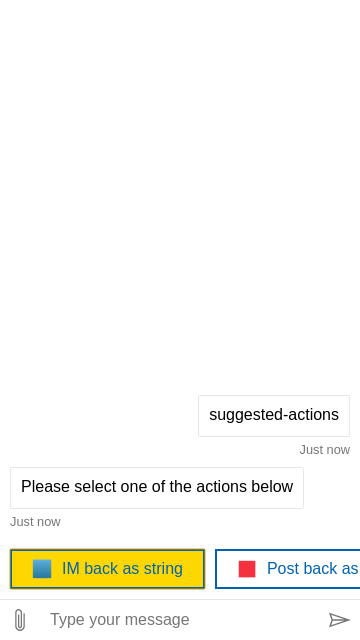 suggested-actions
Just now
Please select one of the actions below
Just now
IM back as string
Post back as
Type your message